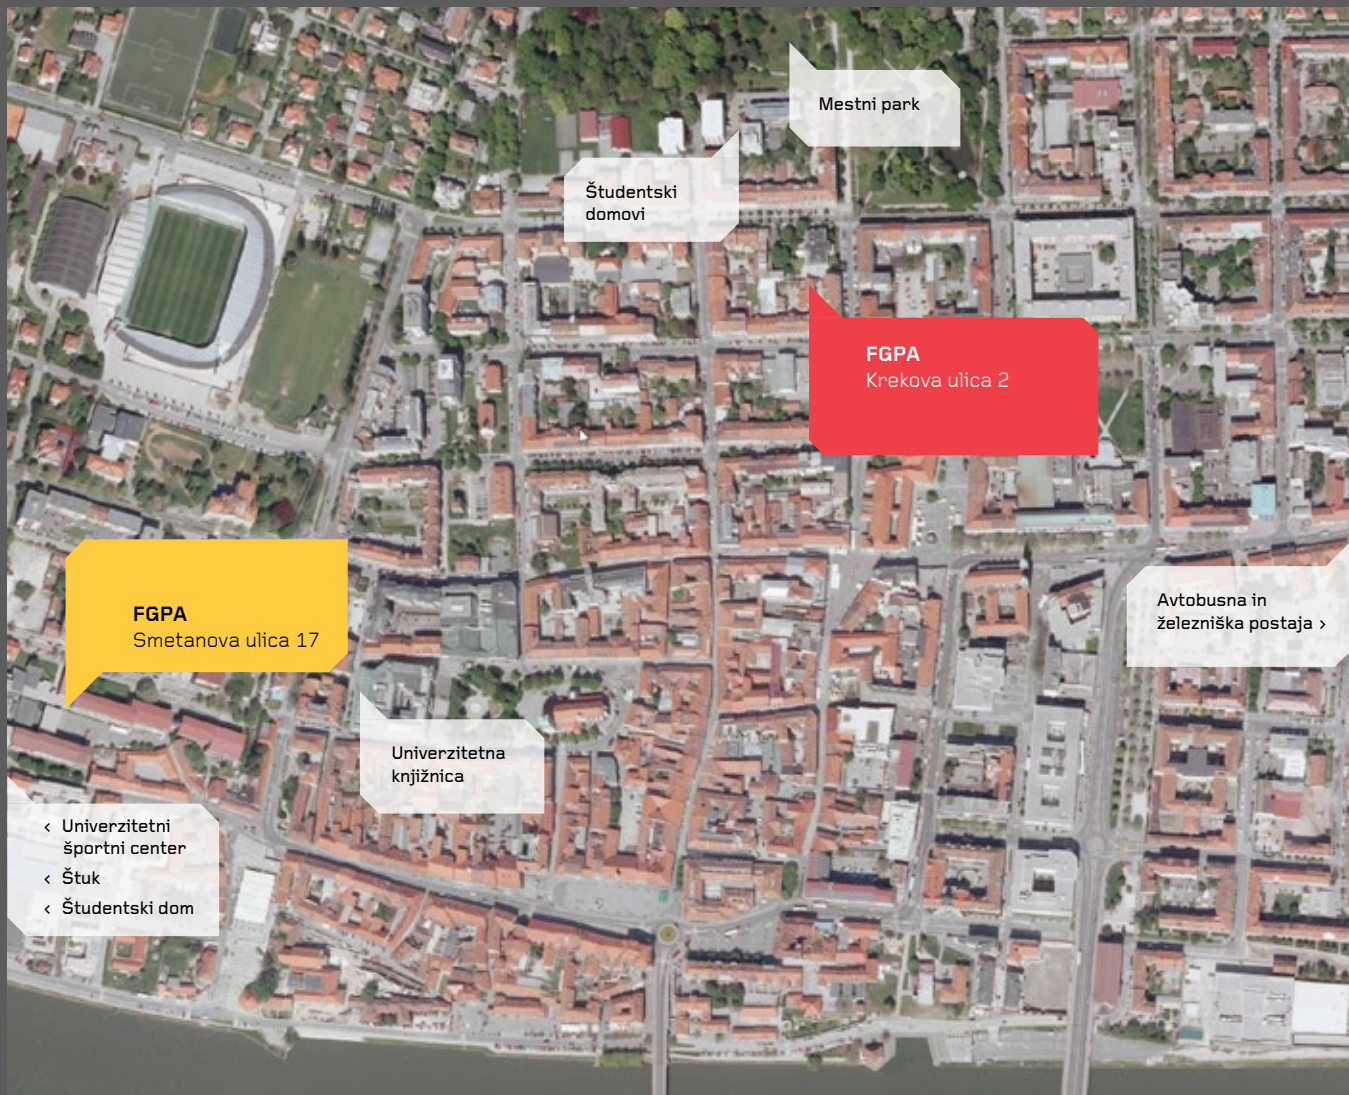 Mestni park
Študentski
domovi
FGPA
Krekova ulica 2
FGPA
Smetanova ulica 17
Avtobusna in
železniška postaja ›
Univerzitetna
knjižnica
‹ Univerzitetni
športni center
‹ Štuk
‹ Študentski dom